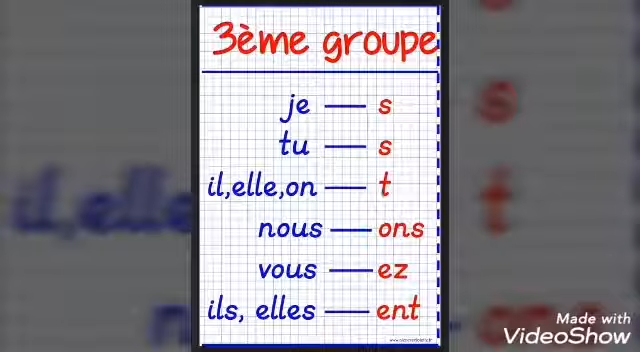 3ème groupe
je —— s
tu —— s
il,elle,on —— t
nous —— ons
vous —— ez
ils, elles —— ent
Made with
VideoShow